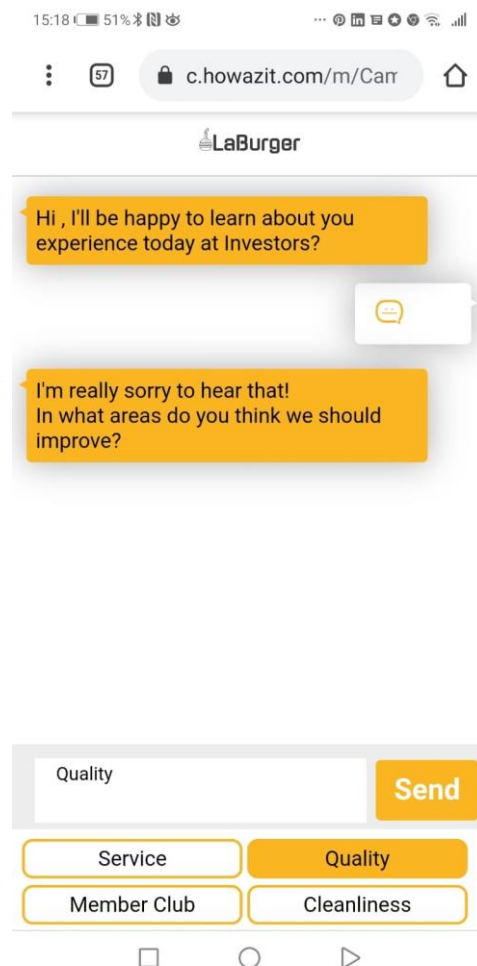 15:18 51%
57 c.howazit.com/m/Cam
LaBurger
Hi , I'll be happy to learn about you
experience today at Investors?
I'm really sorry to hear that!
In what areas do you think we should
improve?
Quality
Send
Service Quality
Member Club Cleanliness